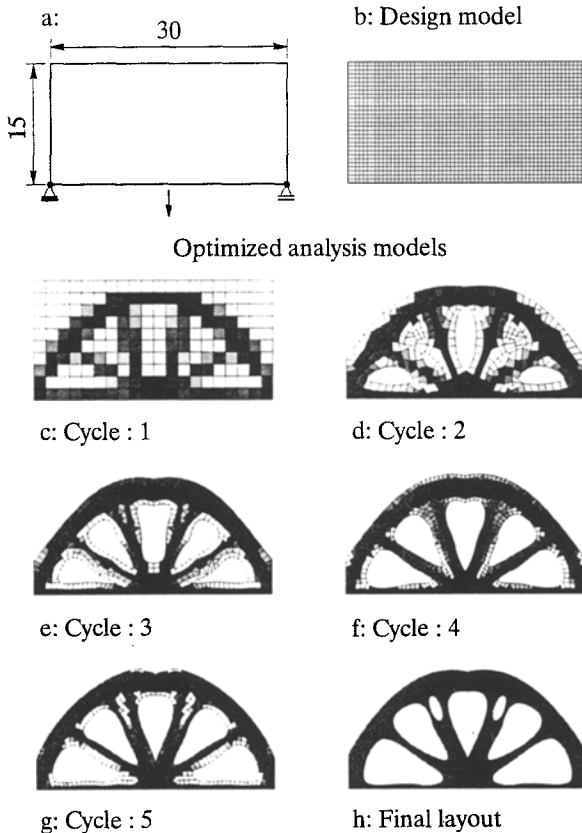 a:
30
15
b: Design model
Optimized analysis models
c: Cycle : 1
d: Cycle : 2
e: Cycle : 3
f: Cycle : 4
g: Cycle : 5
h: Final layout